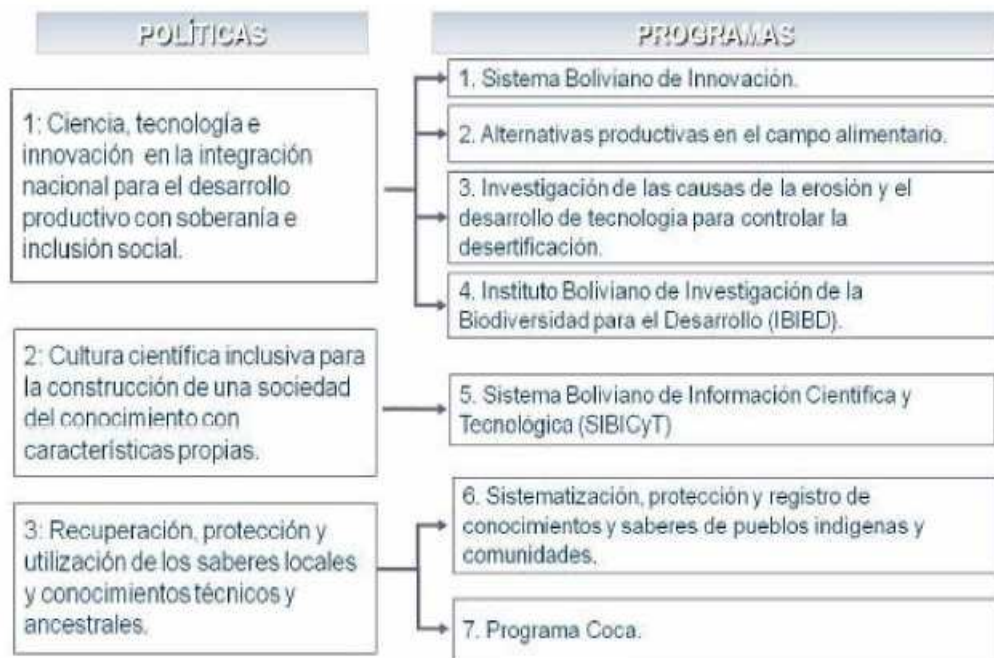 POLÍTICAS
PROGRAMAS
1: Ciencia, tecnología e
innovación en la integración
nacional para el desarrollo
productivo con soberanía e
inclusión social.
1. Sistema Boliviano de Innovación.
2. Alternativas productivas en el campo alimentario.
3. Investigación de las causas de la erosión y el
desarrollo de tecnología para controlar la
desertificación.
4. Instituto Boliviano de Investigación de la
Biodiversidad para el Desarrollo (IBIBD).
2: Cultura científica inclusiva para
la construcción de una sociedad
del conocimiento con
características propias.
5. Sistema Boliviano de Información Científica y
Tecnológica (SIBICyT)
3: Recuperación, protección y
utilización de los saberes locales
y conocimientos técnicos y
ancestrales.
6. Sistematización, protección y registro de
conocimientos y saberes de pueblos indigenas y
comunidades.
7. Programa Coca.